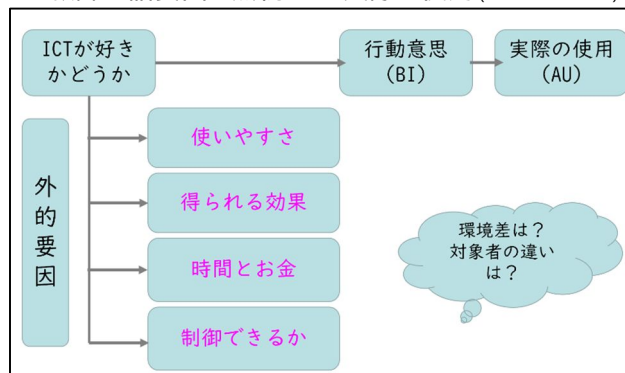 ICTが好き
かどうか
行動意思
(BI)
実際の使用
(AU)
外的要因
使いやすさ
得られる効果
時間とお金
制御できるか
環境差は？
対象者の違い
は？